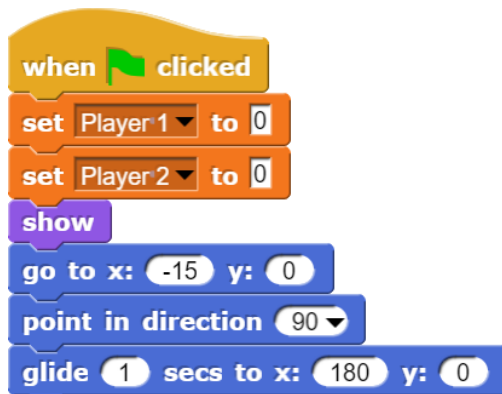 when clicked
set Player 1 to 0
set Player 2 to 0
show
go to x: -15 y: 0
point in direction 90
glide 1 secs to x: 180 y: 0